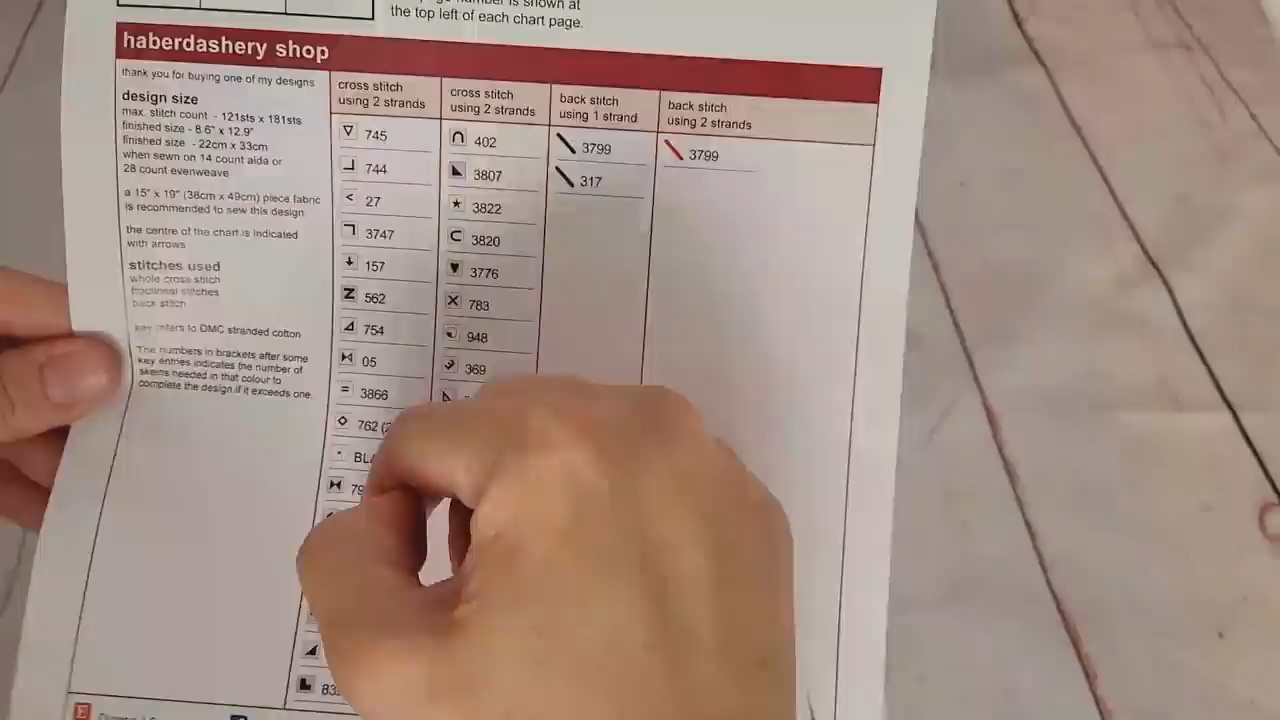 number is shown at
the top left of each chart page.
haberdashery shop
thank you for buying one of my designs
design size
max. stitch count - 121sts x 181sts
finished size - 8.6" x 12.9"
finished size - 22cm x 33cm
when sewn on 14 count aida or
28 count evenweave
a 15" x 19" (38cm x 49cm) piece fabric
is recommended to sew this design
the centre of the chart is indicated
with arrows
stitches used
whole cross stitch
fractional stitches
back stitch
key refers to DMC stranded cotton
The numbers in brackets after some
key entries indicates the number of
skeins needed in that colour to
complete the design if it exceeds one
cross stitch
using 2 strands
745
744
< 27
3747
157
Z 562
754
05
= 3866
762
cross stitch
using 2 strands
402
3807
★ 3822
3820
♥ 3776
X 783
948
369
back stitch
using 1 strand
3799
317
back stitch
using 2 strands
3799